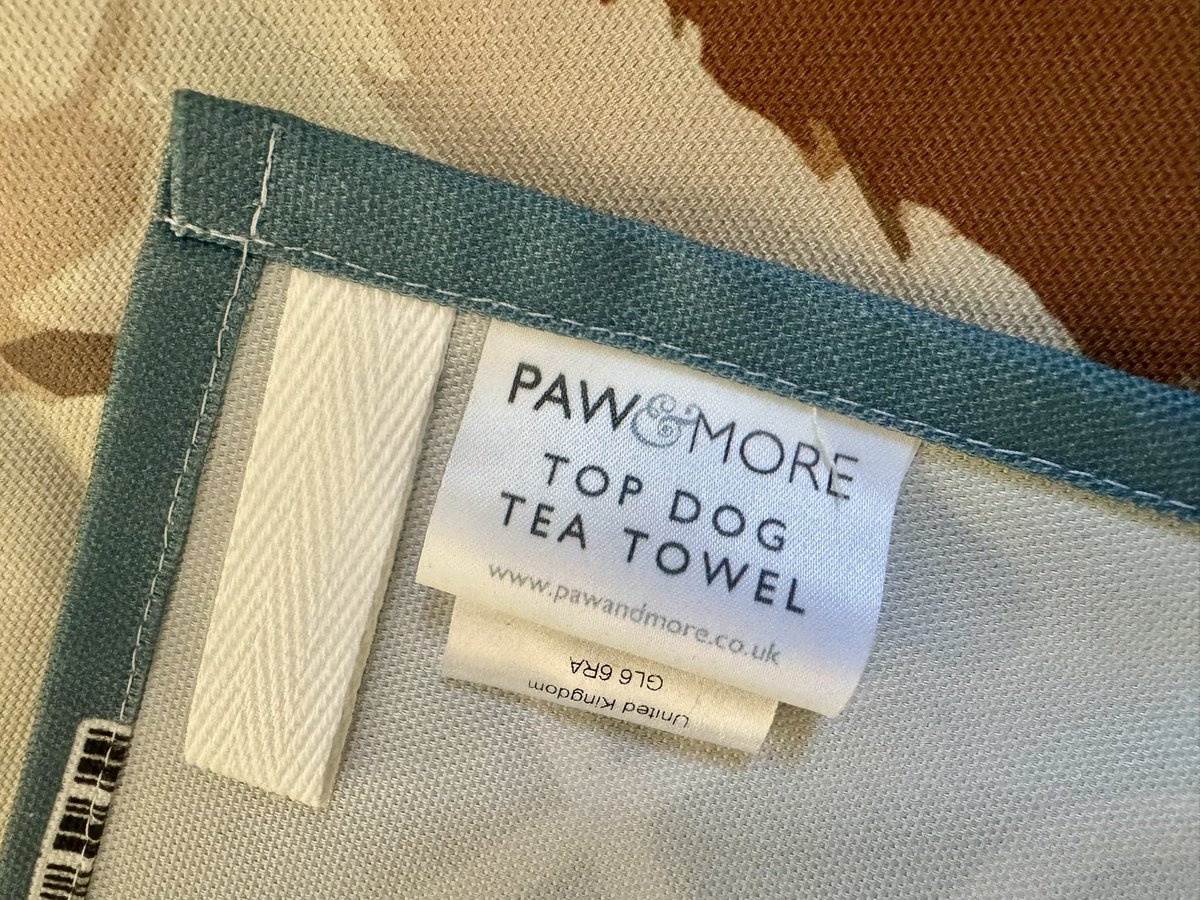 PAW&MORE
TOP DOG
TEA TOWEL
www.pawandmore.co.uk
GL6 6RA
United Kingdom